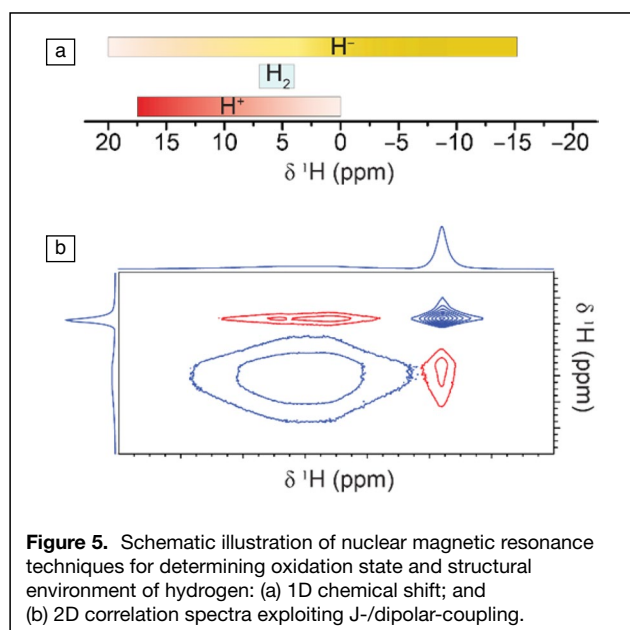 a
H⁻
H₂
H⁺
20 15 10 5 0 −5 −10 −15 −20
δ ¹H (ppm)
b
δ ¹H (ppm)
δ ¹H (ppm)
Figure 5. Schematic illustration of nuclear magnetic resonance
techniques for determining oxidation state and structural
environment of hydrogen: (a) 1D chemical shift; and
(b) 2D correlation spectra exploiting J-/dipolar-coupling.